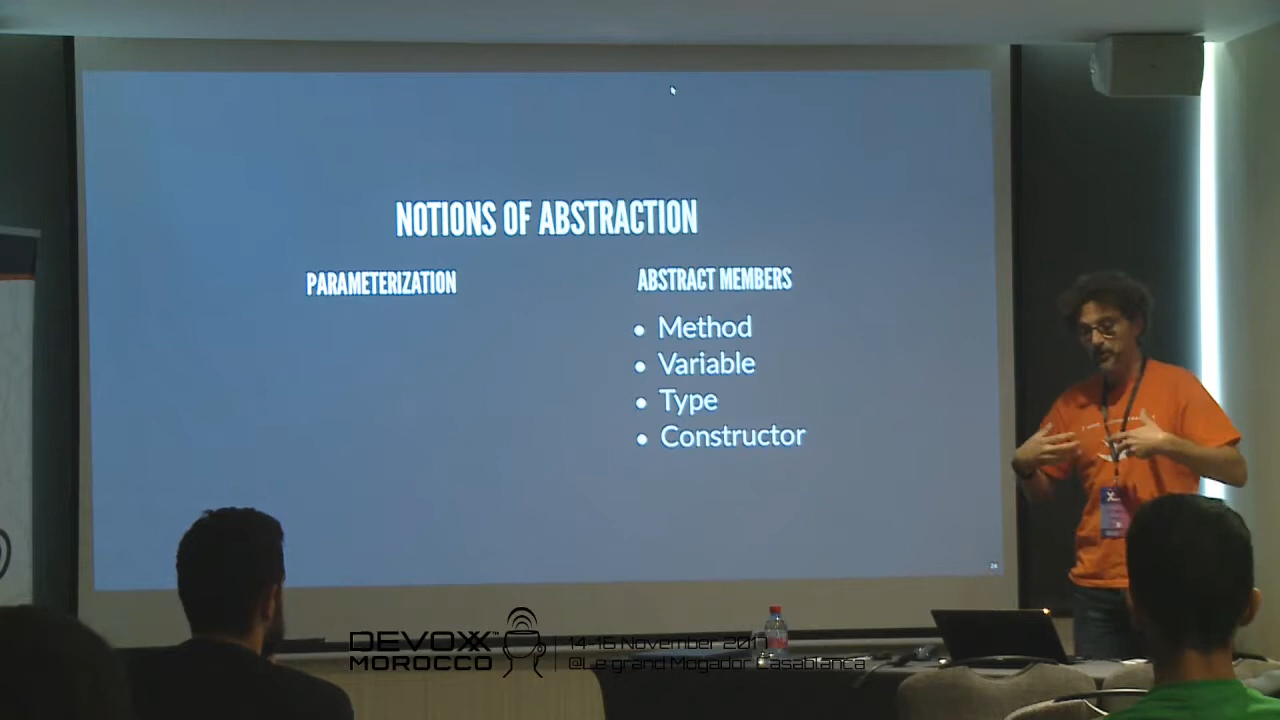 NOTIONS OF ABSTRACTION
PARAMETERIZATION
ABSTRACT MEMBERS
• Method
• Variable
• Type
• Constructor
DEVOXX™
MOROCCO
14-16 November 2017
@Le grand Mogador Casablanca